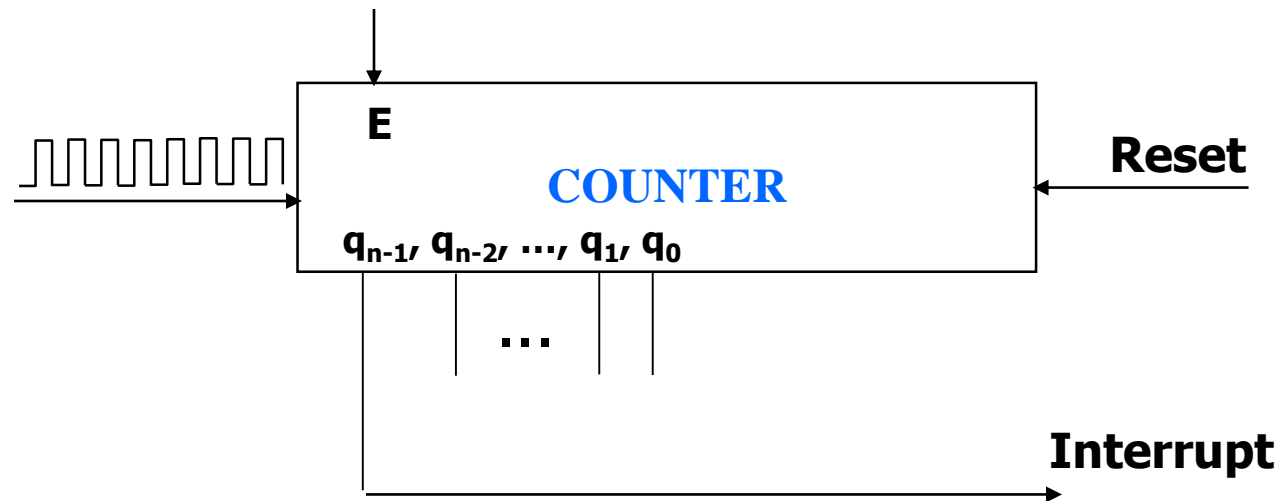 E
Reset
COUNTER
qn-1, qn-2, ..., q1, q0
...
Interrupt